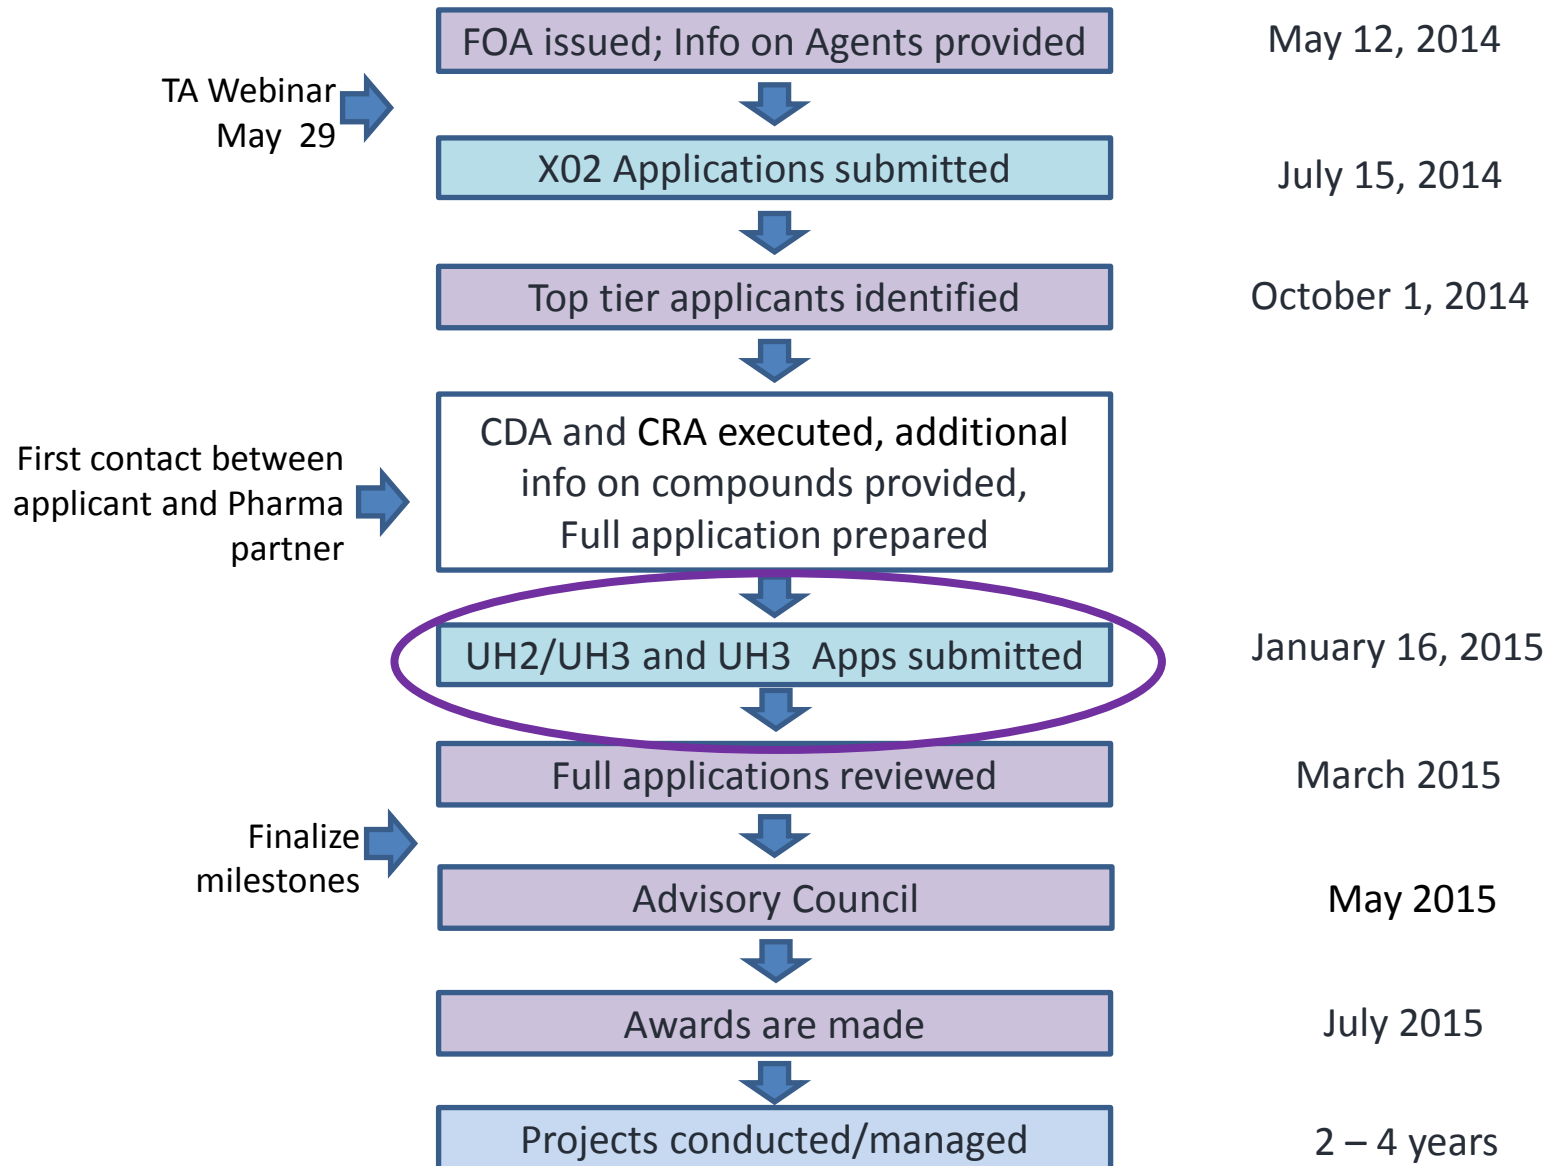 FOA issued; Info on Agents provided
May 12, 2014
TA Webinar
May 29
X02 Applications submitted
July 15, 2014
Top tier applicants identified
October 1, 2014
First contact between
applicant and Pharma
partner
CDA and CRA executed, additional
info on compounds provided,
Full application prepared
UH2/UH3 and UH3 Apps submitted
January 16, 2015
Full applications reviewed
March 2015
Finalize
milestones
Advisory Council
May 2015
Awards are made
July 2015
Projects conducted/managed
2 – 4 years